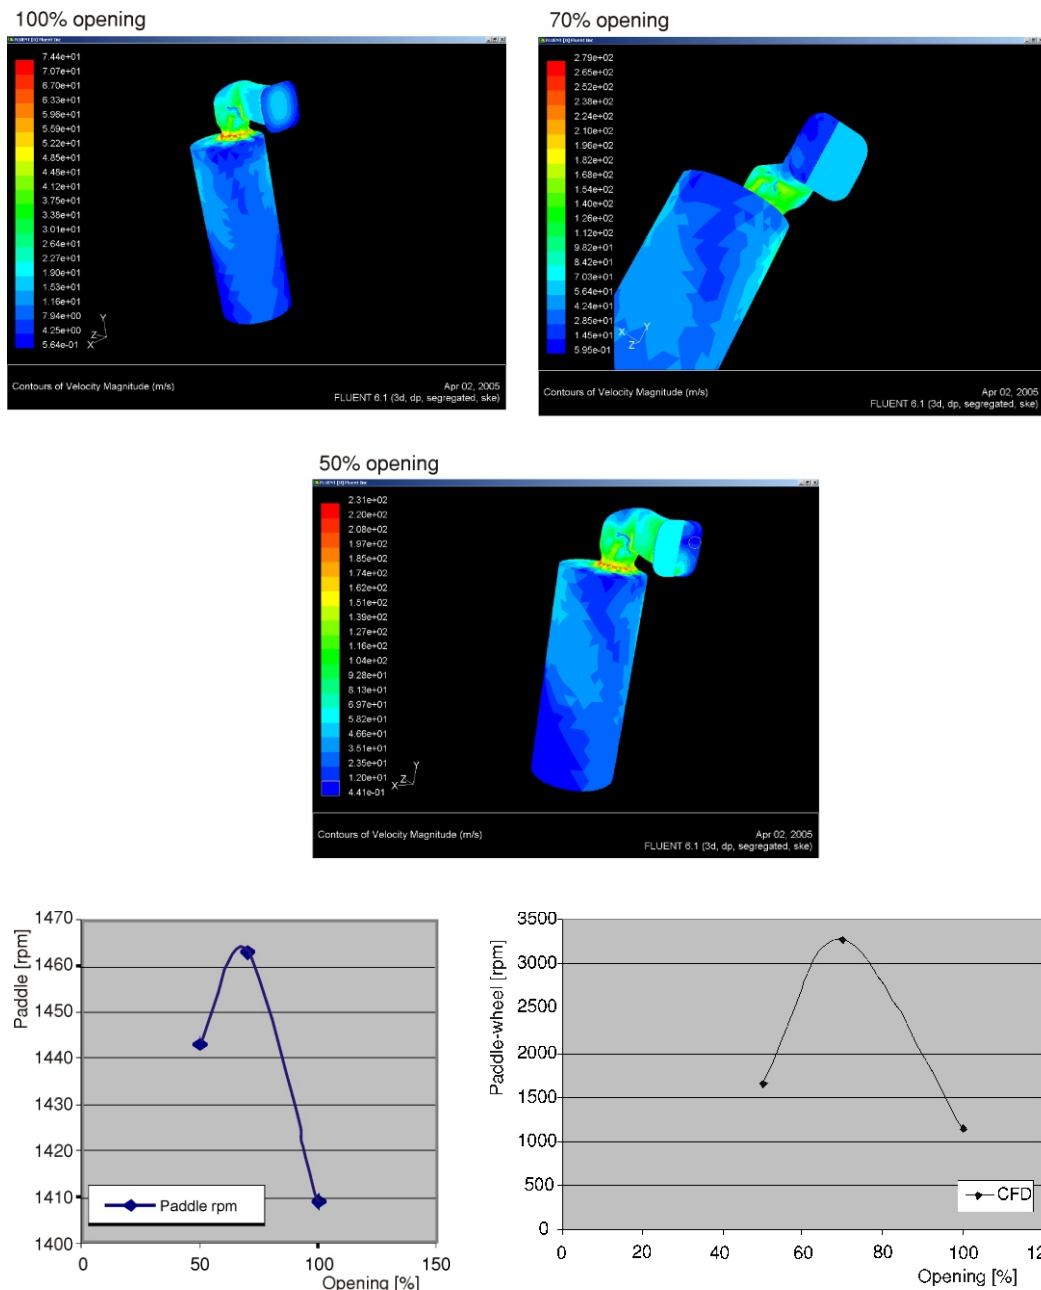 100% opening
70% opening
FLUENT [0] Fluent Inc
7.44e+01
7.07e+01
6.70e+01
6.33e+01
5.96e+01
5.59e+01
5.22e+01
4.85e+01
4.45e+01
4.12e+01
3.75e+01
3.38e+01
3.01e+01
2.64e+01
2.27e+01
1.90e+01
1.53e+01
1.16e+01
7.94e+00
4.25e+00
5.64e-01
Y
Z
X
Contours of Velocity Magnitude (m/s)
Apr 02, 2005
FLUENT 6.1 (3d, dp, segregated, ske)
FLUENT [0] Fluent Inc
2.79e+02
2.65e+02
2.52e+02
2.38e+02
2.24e+02
2.10e+02
1.96e+02
1.82e+02
1.68e+02
1.54e+02
1.40e+02
1.26e+02
1.12e+02
9.82e+01
8.42e+01
7.03e+01
5.64e+01
4.24e+01
2.85e+01
1.45e+01
5.95e-01
X
Y
Z
Contours of Velocity Magnitude (m/s)
Apr 02, 2005
FLUENT 6.1 (3d, dp, segregated, ske)
50% opening
FLUENT [0] Fluent Inc
2.31e+02
2.20e+02
2.08e+02
1.97e+02
1.85e+02
1.74e+02
1.62e+02
1.51e+02
1.39e+02
1.27e+02
1.16e+02
1.04e+02
9.28e+01
8.13e+01
6.97e+01
5.82e+01
4.66e+01
3.51e+01
2.35e+01
1.20e+01
4.41e-01
Y
Z
X
Contours of Velocity Magnitude (m/s)
Apr 02, 2005
FLUENT 6.1 (3d, dp, segregated, ske)
Paddle [rpm]
1470
1460
1450
1440
1430
1420
1410
1400
Paddle rpm
0 50 100 150
Opening [%]
Paddle-wheel [rpm]
3500
3000
2500
2000
1500
1000
500
0
CFD
0 20 40 60 80 100 12
Opening [%]